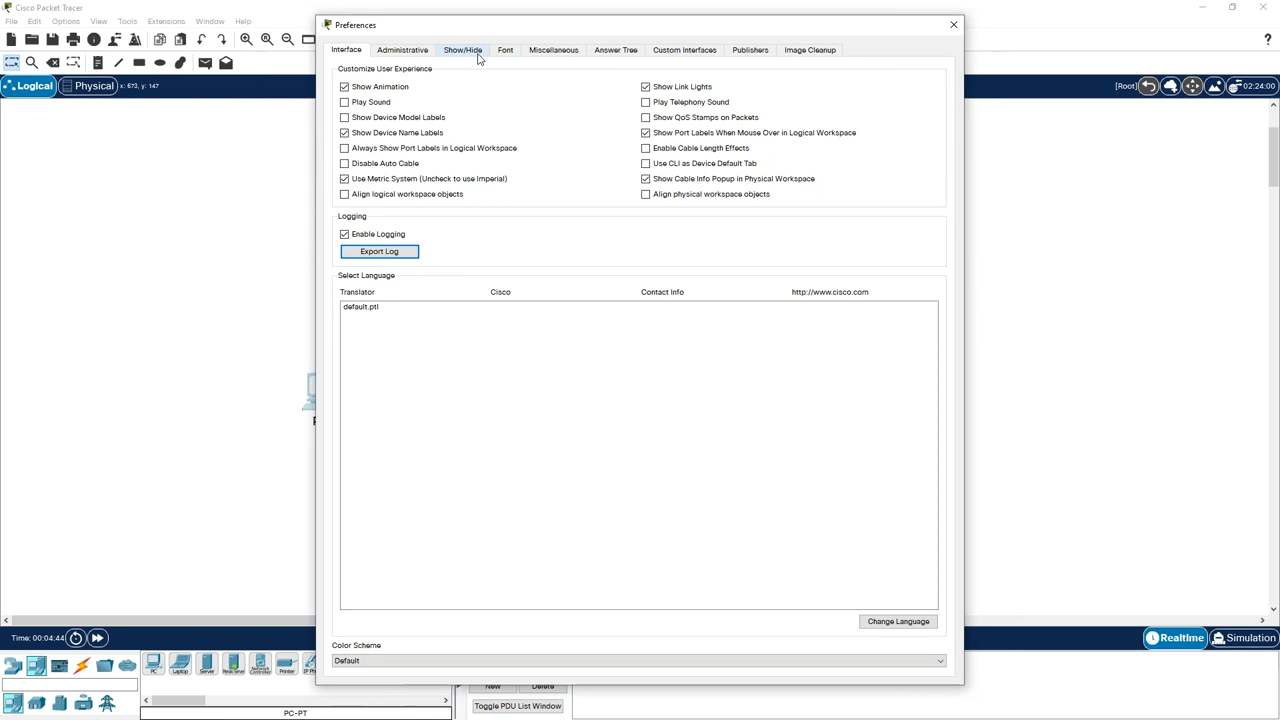 Cisco Packet Tracer
File Edit Options View Tools Extensions Window Help
Logical
Physical
x: 673, y: 147
[Root]
02:24:00
Preferences
Interface
Administrative
Show/Hide
Font
Miscellaneous
Answer Tree
Custom Interfaces
Publishers
Image Cleanup
Customize User Experience
Show Animation
Show Link Lights
Play Sound
Play Telephony Sound
Show Device Model Labels
Show QoS Stamps on Packets
Show Device Name Labels
Show Port Labels When Mouse Over in Logical Workspace
Always Show Port Labels in Logical Workspace
Enable Cable Length Effects
Disable Auto Cable
Use CLI as Device Default Tab
Use Metric System (Uncheck to use Imperial)
Show Cable Info Popup in Physical Workspace
Align logical workspace objects
Align physical workspace objects
Logging
Enable Logging
Export Log
Select Language
Translator
Cisco
Contact Info
http://www.cisco.com
default.ptl
Change Language
Color Scheme
Default
Time: 00:04:44
Realtime
Simulation
PC
Laptop
Server
Printer
New
Delete
Toggle PDU List Window
PC-PT